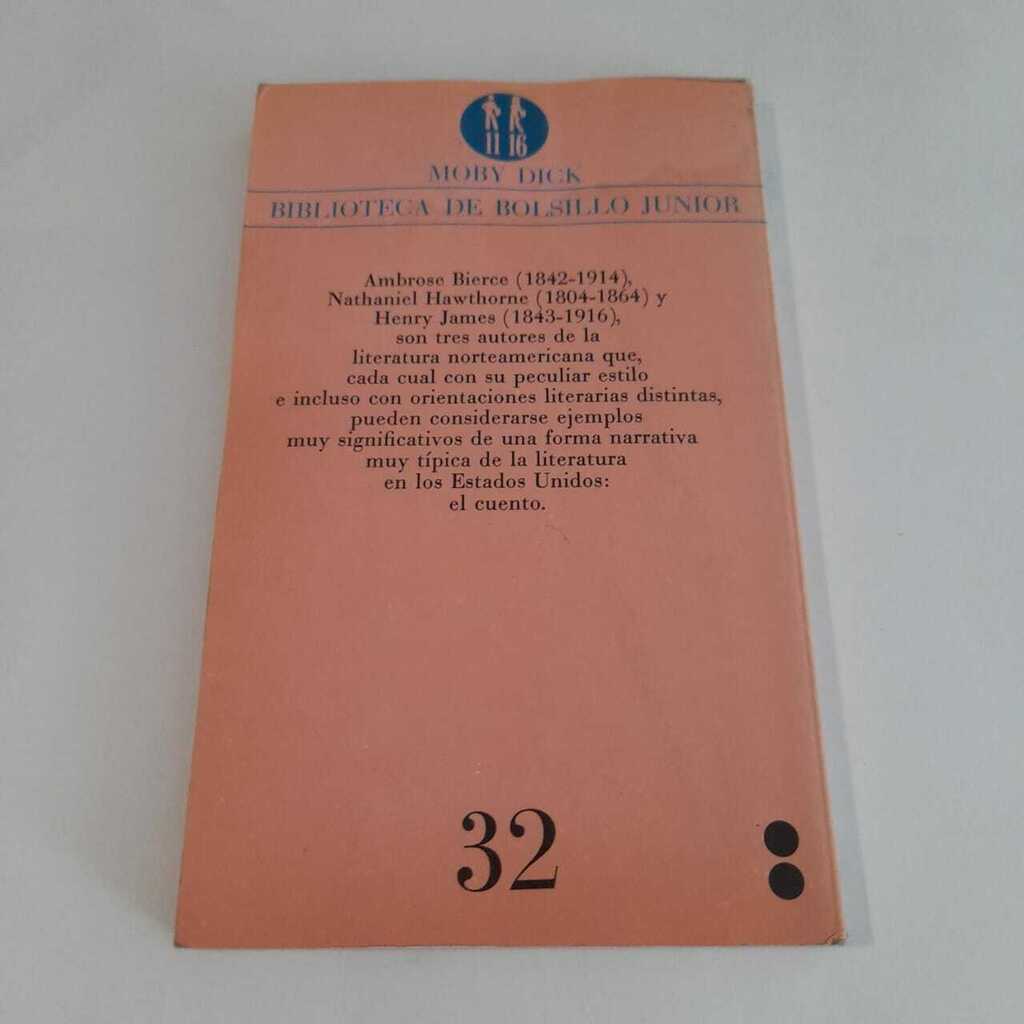 11 16
MOBY DICK
BIBLIOTECA DE BOLSILLO JUNIOR
Ambrose Bierce (1842-1914),
Nathaniel Hawthorne (1804-1864) y
Henry James (1843-1916),
son tres autores de la
literatura norteamericana que,
cada cual con su peculiar estilo
e incluso con orientaciones literarias distintas,
pueden considerarse ejemplos
muy significativos de una forma narrativa
muy típica de la literatura
en los Estados Unidos:
el cuento.
32